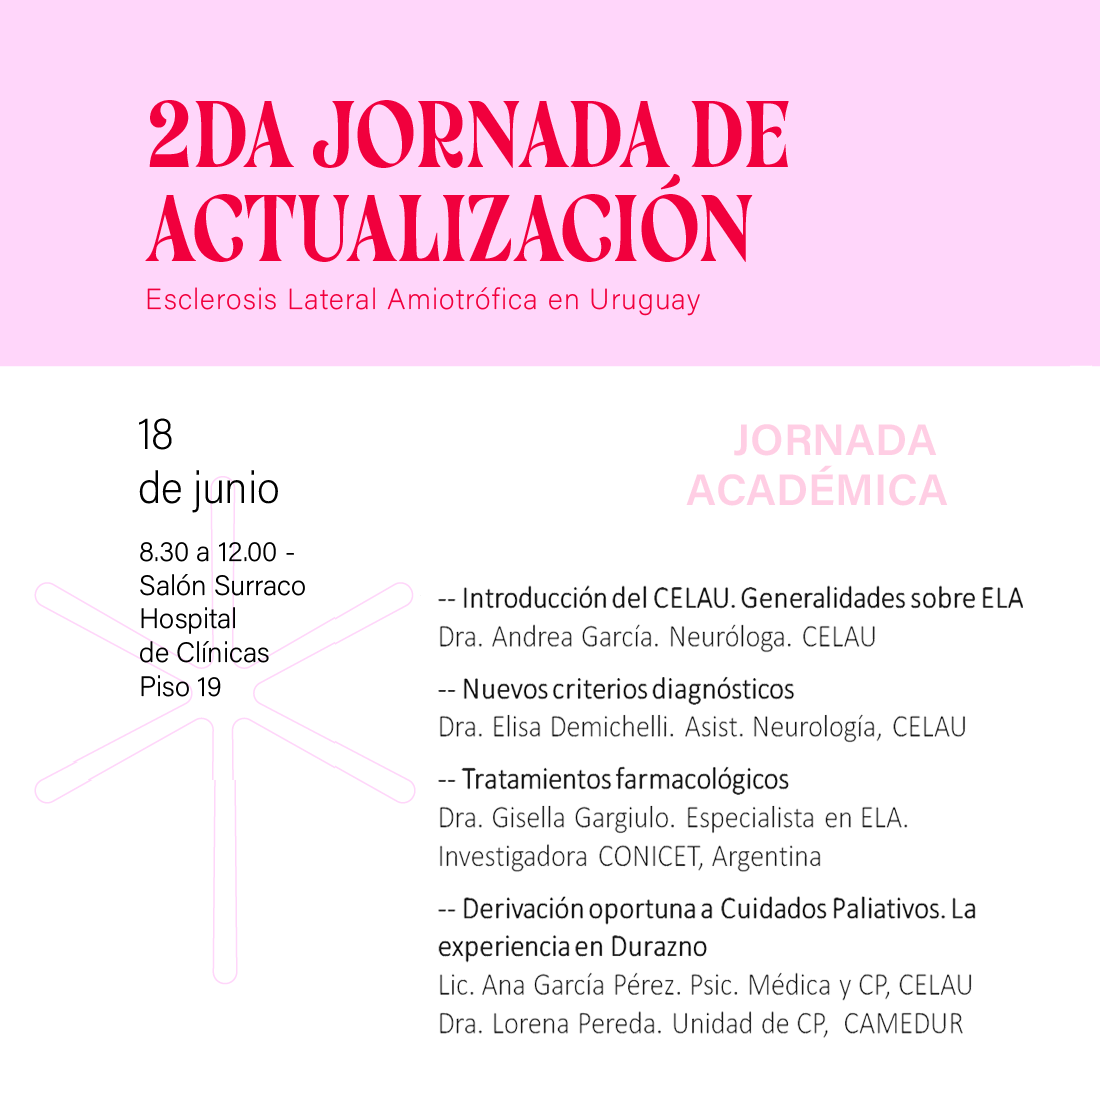 2DA JORNADA DE
ACTUALIZACIÓN
Esclerosis Lateral Amiotrófica en Uruguay
18
de junio
8.30 a 12.00 -
Salón Surraco
Hospital
de Clínicas
Piso 19
JORNADA
ACADÉMICA
-- Introducción del CELAU. Generalidades sobre ELA
Dra. Andrea García. Neuróloga. CELAU
-- Nuevos criterios diagnósticos
Dra. Elisa Demichelli. Asist. Neurología, CELAU
-- Tratamientos farmacológicos
Dra. Gisella Gargiulo. Especialista en ELA.
Investigadora CONICET, Argentina
-- Derivación oportuna a Cuidados Paliativos. La
experiencia en Durazno
Lic. Ana García Pérez. Psic. Médica y CP, CELAU
Dra. Lorena Pereda. Unidad de CP, CAMEDUR